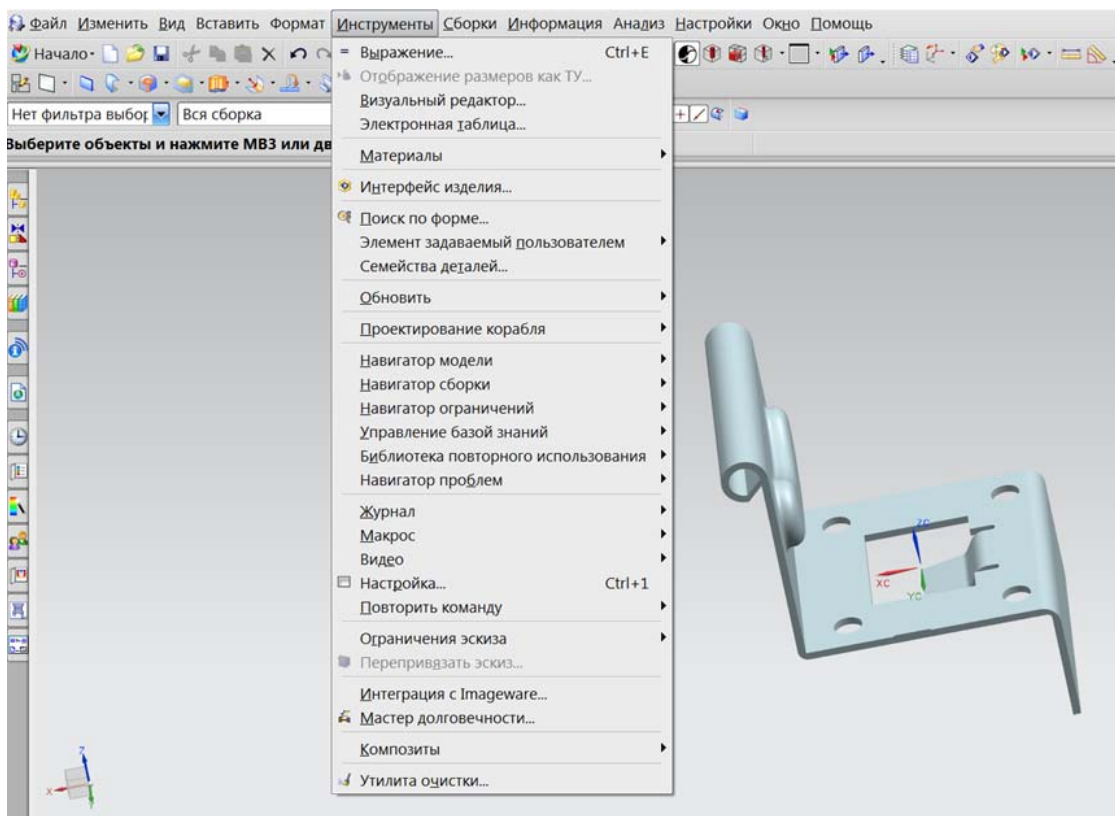 Файл Изменить Вид Вставить Формат Инструменты Сборки Информация Анализ Настройки Окно Помощь
Начало
Нет фильтра выбор Вся сборка
Выберите объекты и нажмите MB3 или дв
Выражение... Ctrl+E
Отображение размеров как ТУ...
Визуальный редактор...
Электронная таблица...
Материалы
Интерфейс изделия...
Поиск по форме...
Элемент задаваемый пользователем
Семейства деталей...
Обновить
Проектирование корабля
Навигатор модели
Навигатор сборки
Навигатор ограничений
Управление базой знаний
Библиотека повторного использования
Навигатор проблем
Журнал
Макрос
Видео
Настройка... Ctrl+1
Повторить команду
Ограничения эскиза
Перепривязать эскиз...
Интеграция с Imageware...
Мастер долговечности...
Композиты
Утилита очистки...
ZC
XC
YC
Z
X
Y